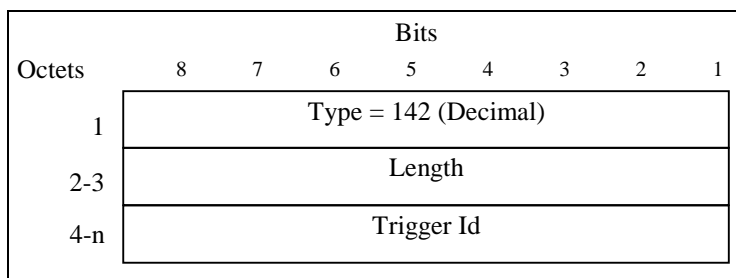 Bits
Octets 8 7 6 5 4 3 2 1
1 Type = 142 (Decimal)
2-3 Length
4-n Trigger Id